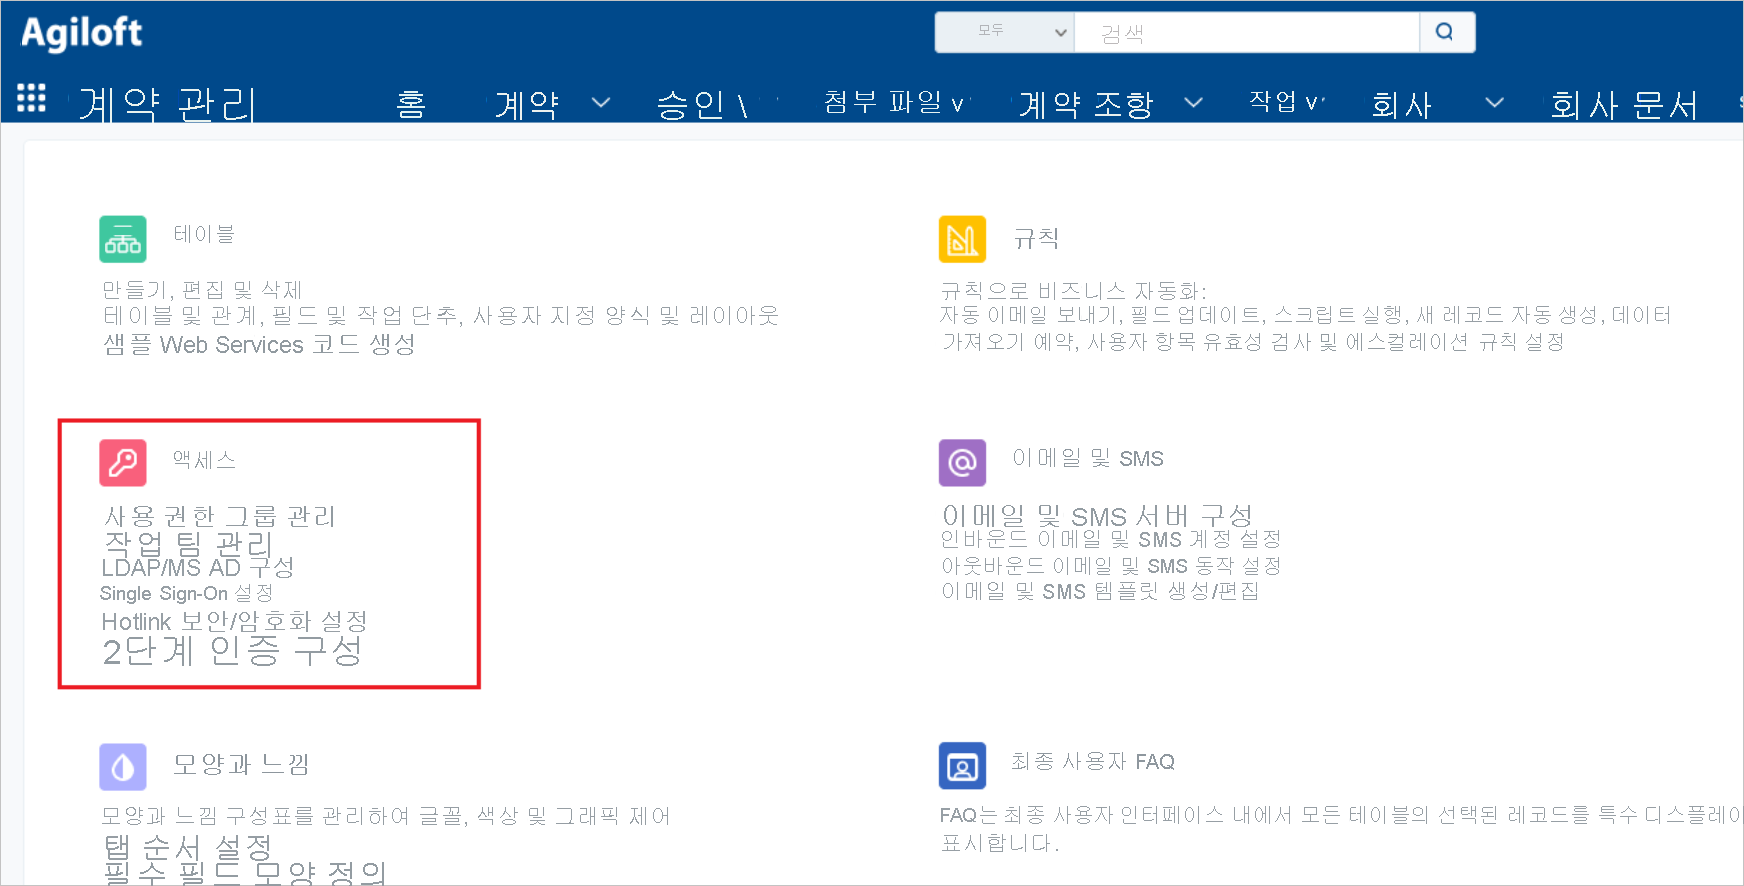 Agiloft
모두
검색
계약 관리 홈 계약 승인 \ 첨부 파일 v 계약 조항 작업 v 회사 회사 문서
테이블
만들기, 편집 및 삭제
테이블 및 관계, 필드 및 작업 단추, 사용자 지정 양식 및 레이아웃
샘플 Web Services 코드 생성
규칙
규칙으로 비즈니스 자동화:
자동 이메일 보내기, 필드 업데이트, 스크립트 실행, 새 레코드 자동 생성, 데이터
가져오기 예약, 사용자 항목 유효성 검사 및 에스컬레이션 규칙 설정
액세스
사용 권한 그룹 관리
작업 팀 관리
LDAP/MS AD 구성
Single Sign-On 설정
Hotlink 보안/암호화 설정
2단계 인증 구성
이메일 및 SMS
이메일 및 SMS 서버 구성
인바운드 이메일 및 SMS 계정 설정
아웃바운드 이메일 및 SMS 동작 설정
이메일 및 SMS 템플릿 생성/편집
모양과 느낌
모양과 느낌 구성표를 관리하여 글꼴, 색상 및 그래픽 제어
탭 순서 설정
필수 필드 모양 정의
최종 사용자 FAQ
FAQ는 최종 사용자 인터페이스 내에서 모든 테이블의 선택된 레코드를 특수 디스플레이
표시합니다.